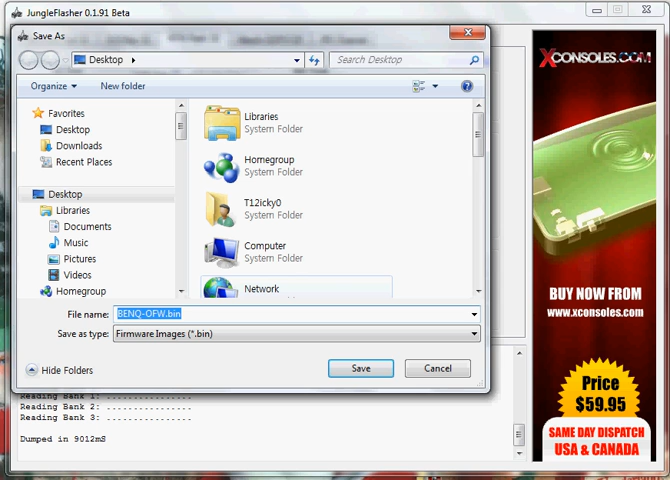 JungleFlasher 0.1.91 Beta
Save As
Desktop
Search Desktop
Organize
New folder
Favorites
Desktop
Downloads
Recent Places
Desktop
Libraries
Documents
Music
Pictures
Videos
Homegroup
Libraries
System Folder
Homegroup
System Folder
T12icky0
System Folder
Computer
System Folder
Network
File name:
BENQ-OFW.bin
Save as type:
Firmware Images (*.bin)
Hide Folders
Save
Cancel
Reading Bank 1: ................
Reading Bank 2: ................
Reading Bank 3: ................
Dumped in 9012mS
XCONSOLES.COM
BUY NOW FROM
www.xconsoles.com
Price
$59.95
SAME DAY DISPATCH
USA & CANADA